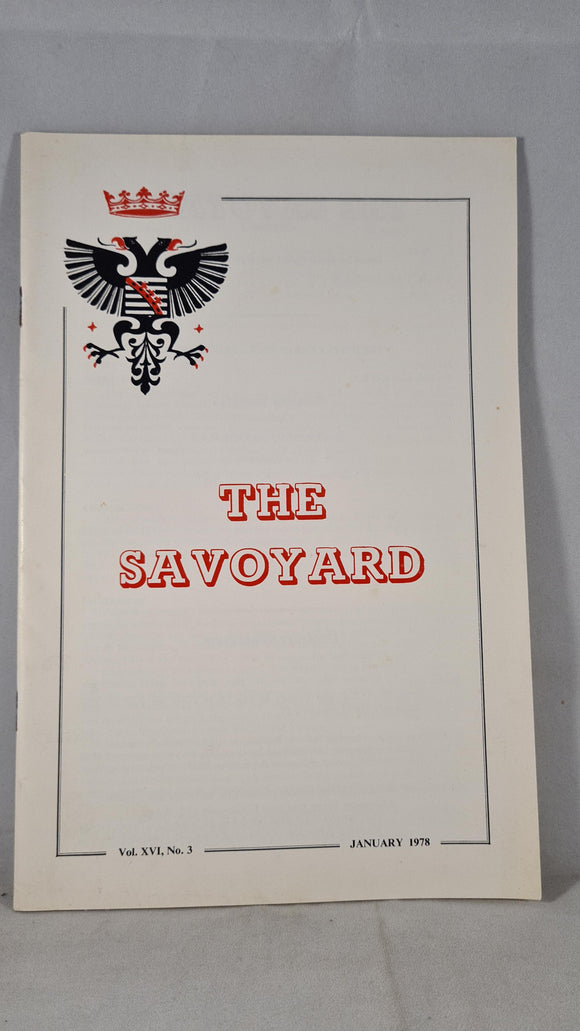 THE
SAVOYARD
Vol. XVI, No. 3
JANUARY 1978